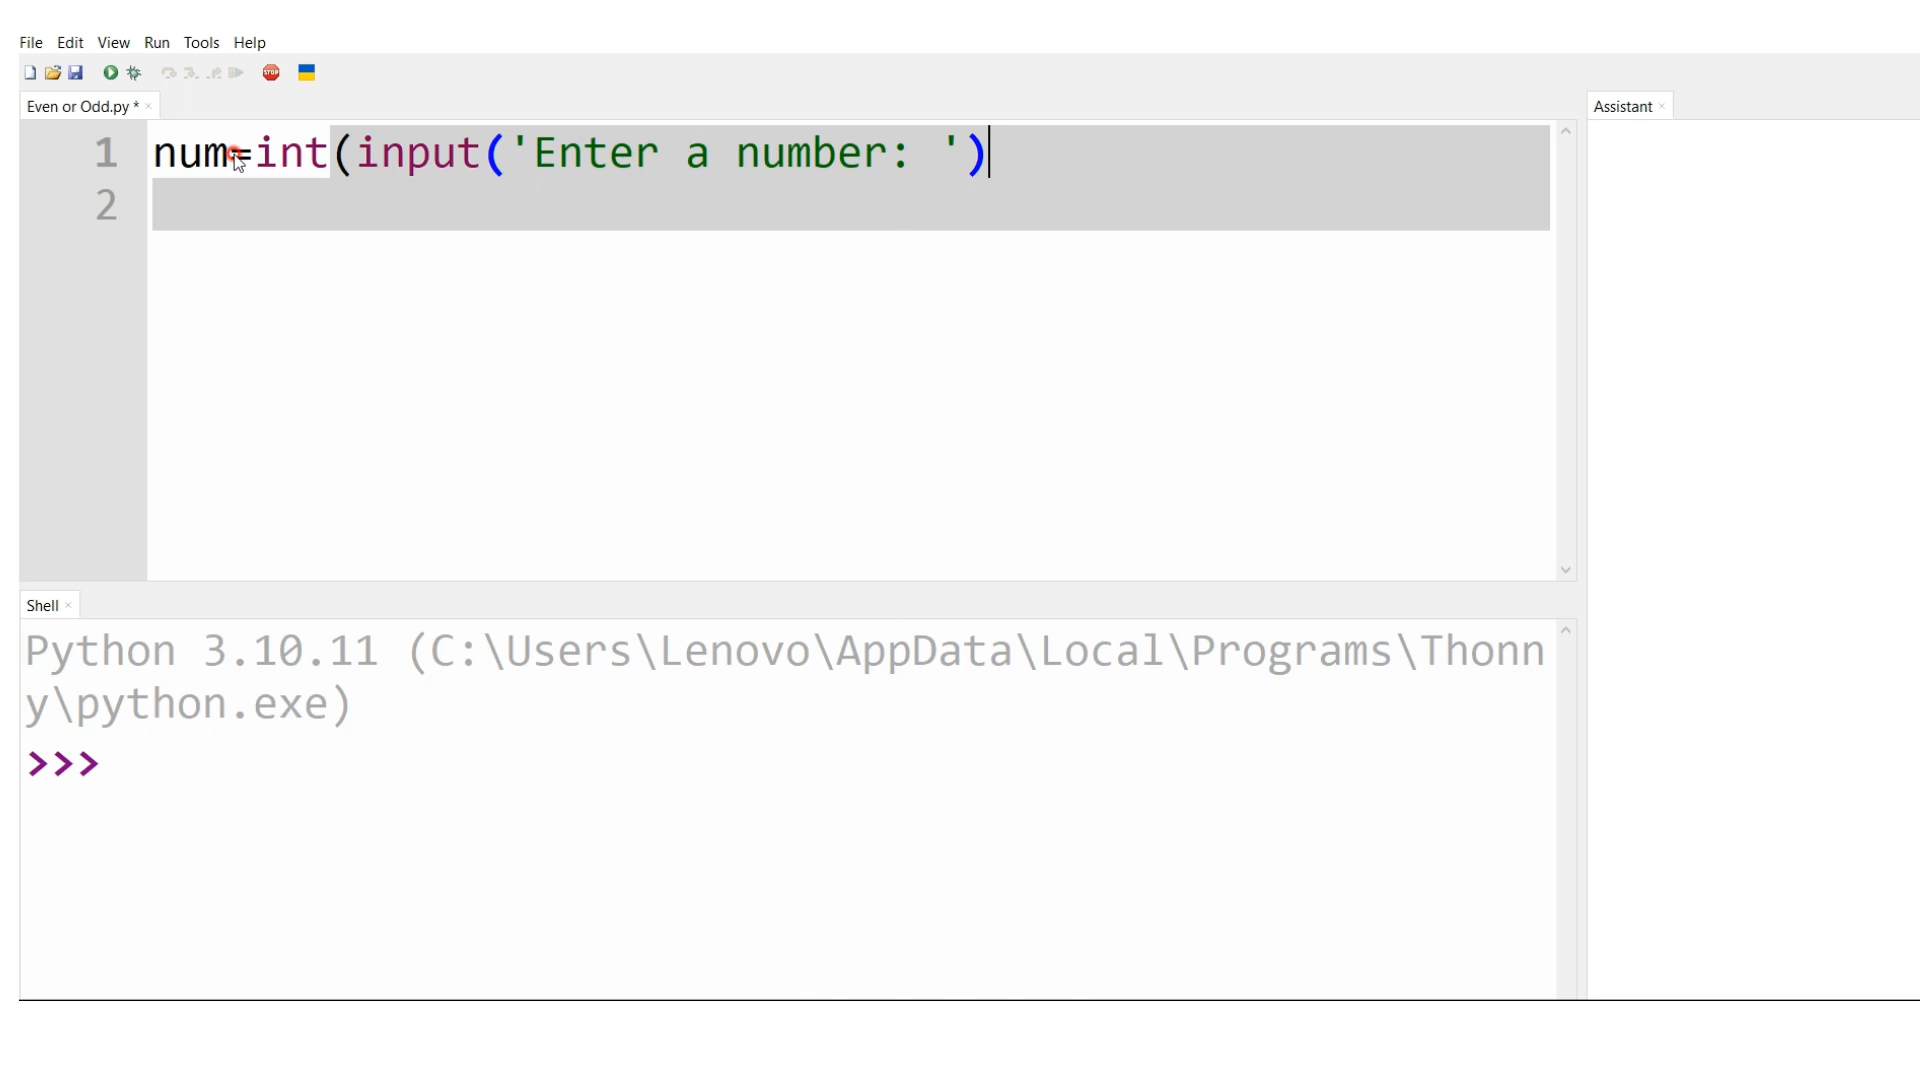 File Edit View Run Tools Help
STOP
Even or Odd.py * ×
Assistant ×
1 num=int(input('Enter a number: ')
2
Shell ×
Python 3.10.11 (C:\Users\Lenovo\AppData\Local\Programs\Thonn
y\python.exe)
>>>